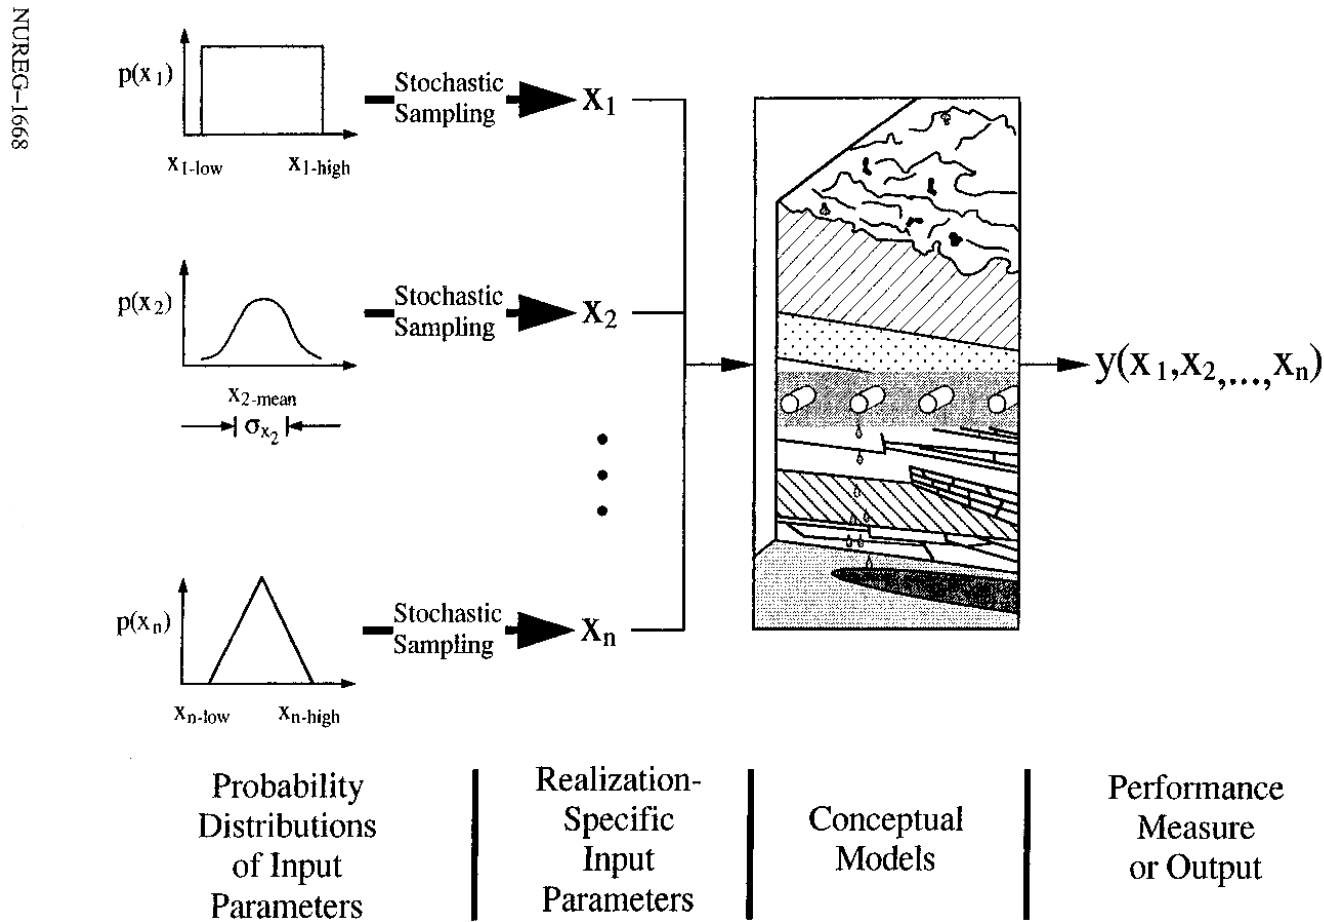 NUREG–1668
p(x1)
x1-low
x1-high
Stochastic
Sampling
x1
p(x2)
x2-mean
σx2
Stochastic
Sampling
x2
y(x1,x2,...,xn)
p(xn)
xn-low
xn-high
Stochastic
Sampling
xn
Probability
Distributions
of Input
Parameters
Realization-
Specific
Input
Parameters
Conceptual
Models
Performance
Measure
or Output